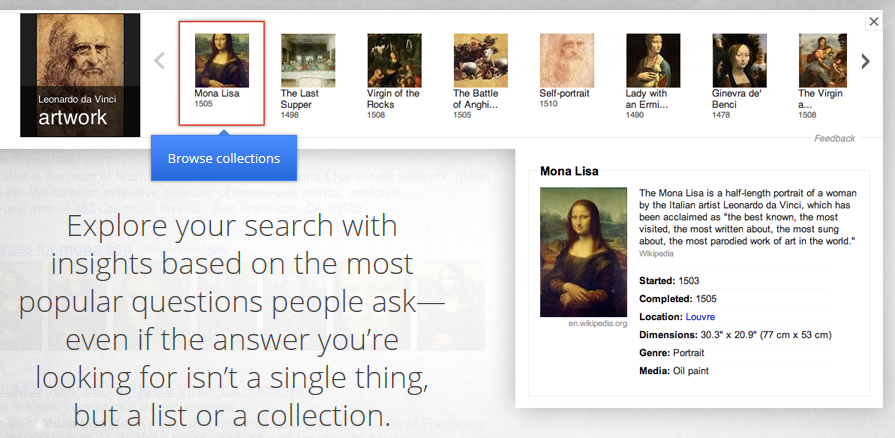 Leonardo da Vinci
artwork
Mona Lisa
1505
The Last
Supper
1498
Virgin of the
Rocks
1508
The Battle
of Anghi...
1505
Self-portrait
1510
Lady with
an Ermi...
1490
Ginevra de'
Benci
1478
The Virgin
a...
1508
Feedback
Browse collections
Explore your search with
insights based on the most
popular questions people ask—
even if the answer you're
looking for isn't a single thing,
but a list or a collection.
Mona Lisa
The Mona Lisa is a half-length portrait of a woman
by the Italian artist Leonardo da Vinci, which has
been acclaimed as "the best known, the most
visited, the most written about, the most sung
about, the most parodied work of art in the world."
Wikipedia
en.wikipedia.org
Started: 1503
Completed: 1505
Location: Louvre
Dimensions: 30.3" x 20.9" (77 cm x 53 cm)
Genre: Portrait
Media: Oil paint